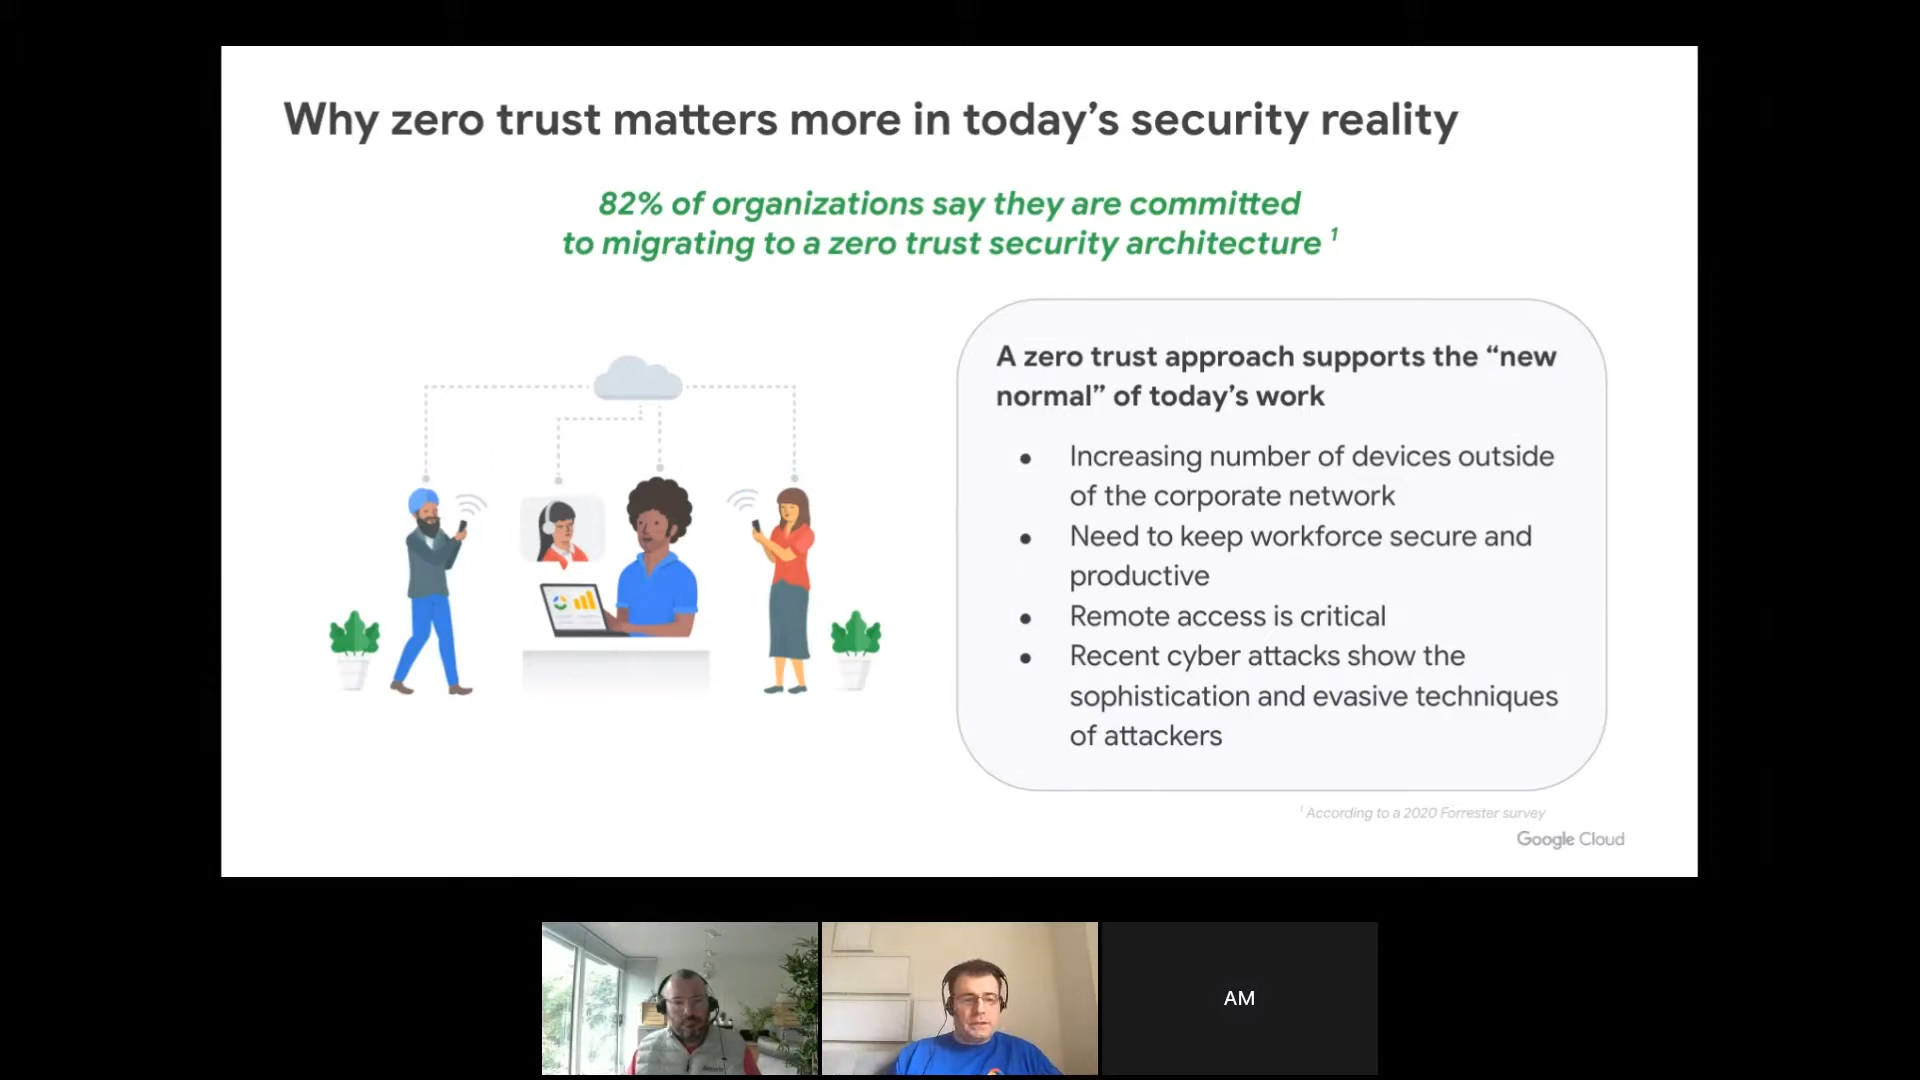 Why zero trust matters more in today’s security reality
82% of organizations say they are committed
to migrating to a zero trust security architecture ¹
A zero trust approach supports the “new
normal” of today’s work
● Increasing number of devices outside
of the corporate network
● Need to keep workforce secure and
productive
● Remote access is critical
● Recent cyber attacks show the
sophistication and evasive techniques
of attackers
¹ According to a 2020 Forrester survey
Google Cloud
AM